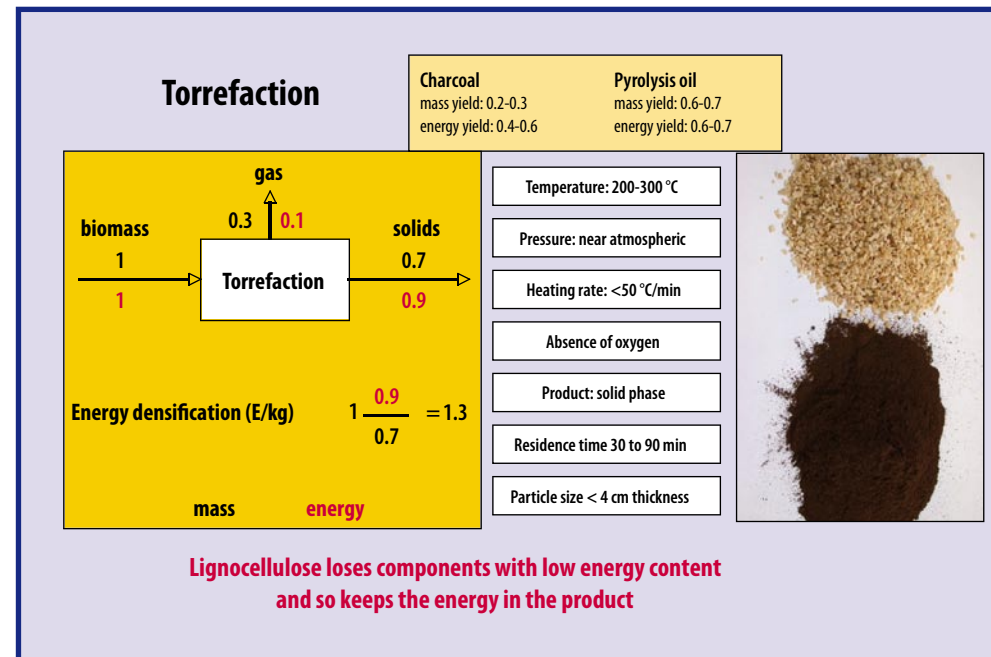 Torrefaction
Charcoal
mass yield: 0.2-0.3
energy yield: 0.4-0.6
Pyrolysis oil
mass yield: 0.6-0.7
energy yield: 0.6-0.7
gas
0.3 0.1
biomass
1
1
Torrefaction
solids
0.7
0.9
Energy densification (E/kg)
1 0.9
0.7
= 1.3
mass energy
Temperature: 200-300 °C
Pressure: near atmospheric
Heating rate: <50 °C/min
Absence of oxygen
Product: solid phase
Residence time 30 to 90 min
Particle size < 4 cm thickness
Lignocellulose loses components with low energy content
and so keeps the energy in the product